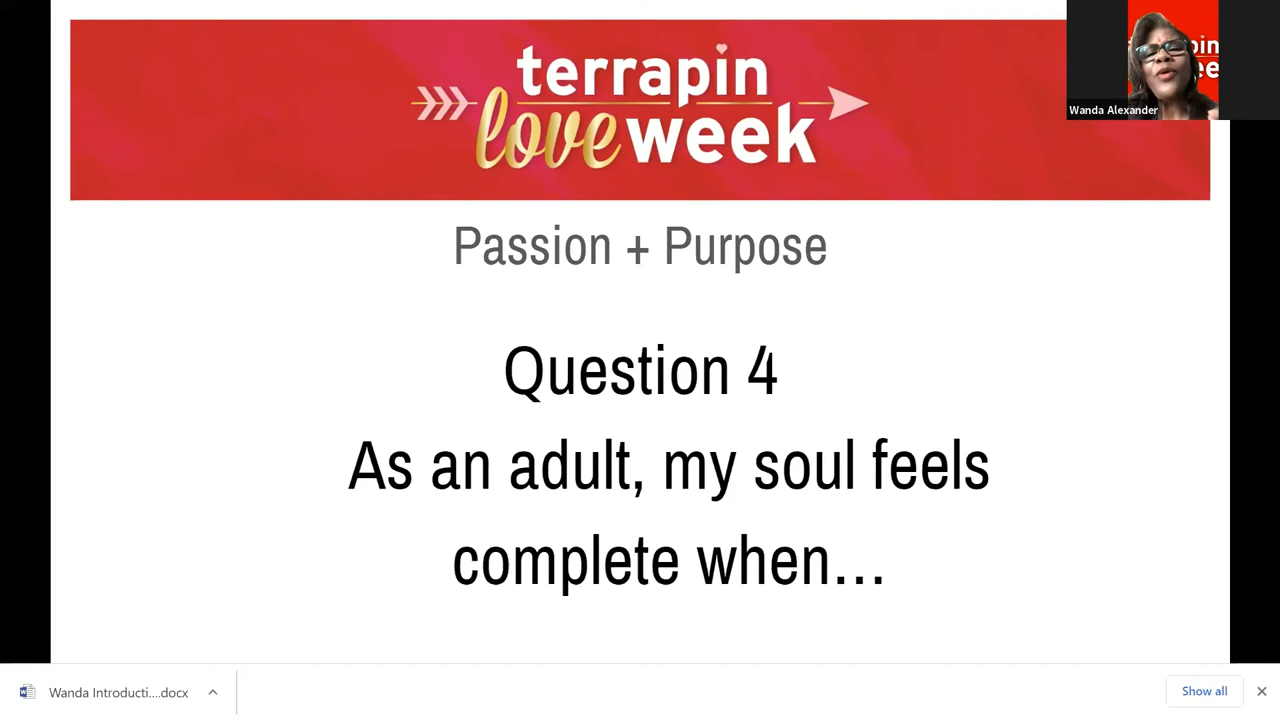 terrapin
love week
Wanda Alexander
Passion + Purpose
Question 4
As an adult, my soul feels
complete when...
Wanda Introducti....docx
Show all